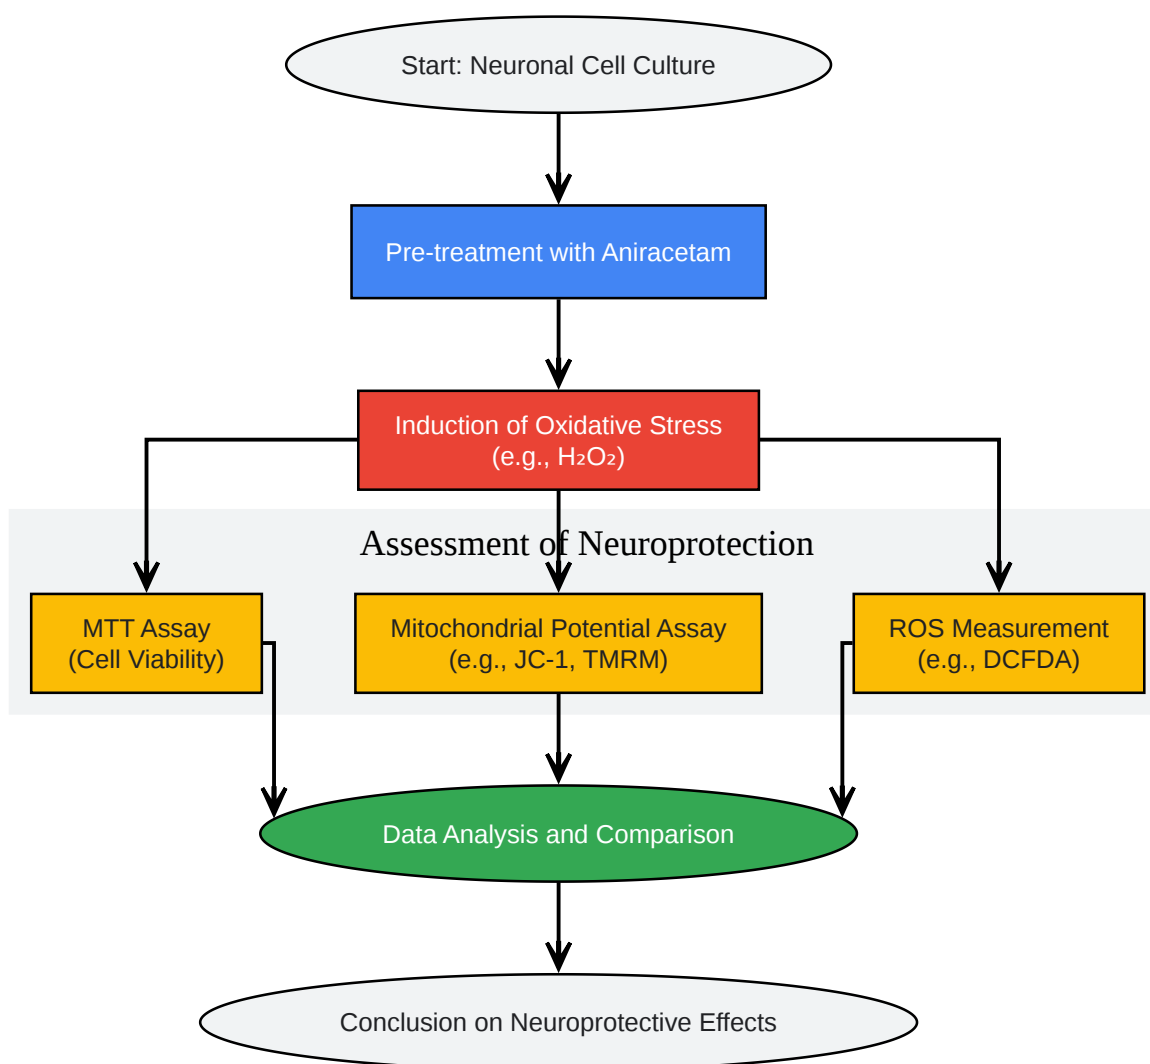 Start: Neuronal Cell Culture
Pre-treatment with Aniracetam
Induction of Oxidative Stress
(e.g., H₂O₂)
Assessment of Neuroprotection
MTT Assay
(Cell Viability)
Mitochondrial Potential Assay
(e.g., JC-1, TMRM)
ROS Measurement
(e.g., DCFDA)
Data Analysis and Comparison
Conclusion on Neuroprotective Effects